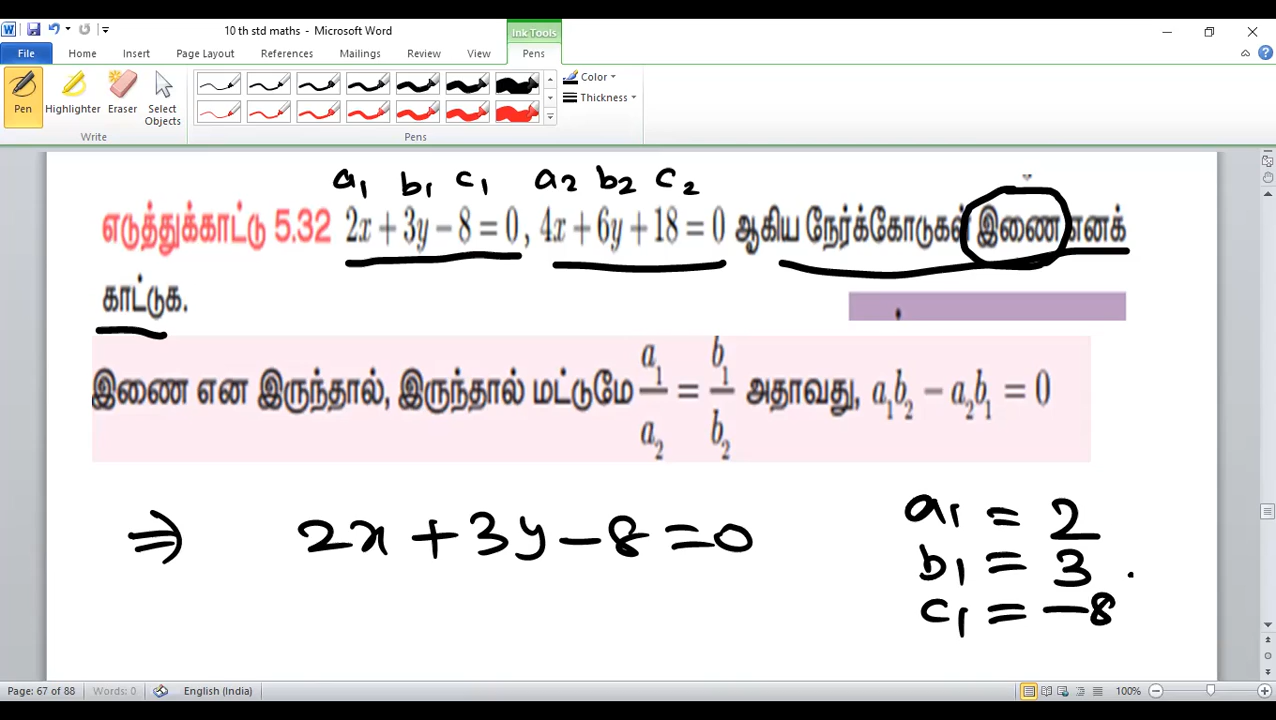 10 th std maths - Microsoft Word
Ink Tools
File Home Insert Page Layout References Mailings Review View Pens
Pen Highlighter Eraser Select Objects
Color
Thickness
Write Pens
a1 b1 c1 a2 b2 c2
எடுத்துக்காட்டு 5.32 2x + 3y − 8 = 0, 4x + 6y + 18 = 0 ஆகிய நேர்க்கோடுகள் இணை எனக்
காட்டுக.
இணை என இருந்தால், இருந்தால் மட்டுமே a₁/a₂ = b₁/b₂ அதாவது, a₁b₂ − a₂b₁ = 0
⇒ 2x + 3y − 8 = 0
a1 = 2
b1 = 3
c1 = −8
Page: 67 of 88 Words: 0 English (India) 100%